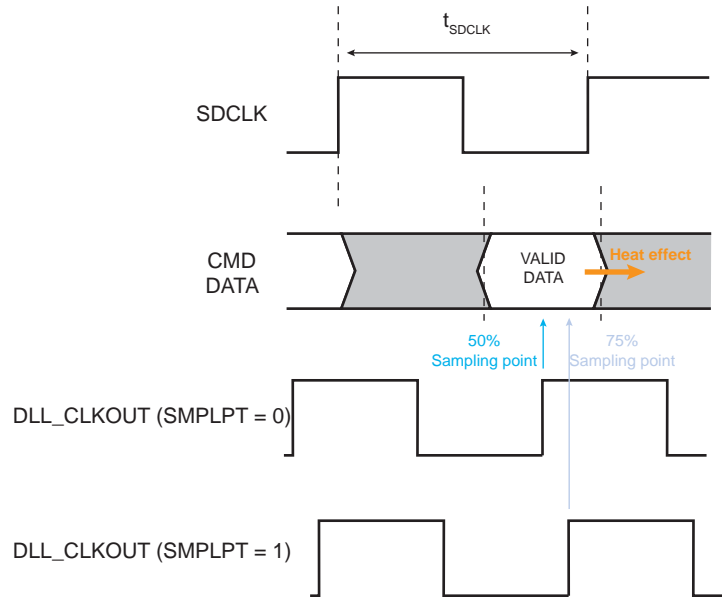 tSDCLK
SDCLK
CMD
DATA
VALID
DATA
Heat effect
50%
Sampling point
75%
Sampling point
DLL_CLKOUT (SMPLPT = 0)
DLL_CLKOUT (SMPLPT = 1)